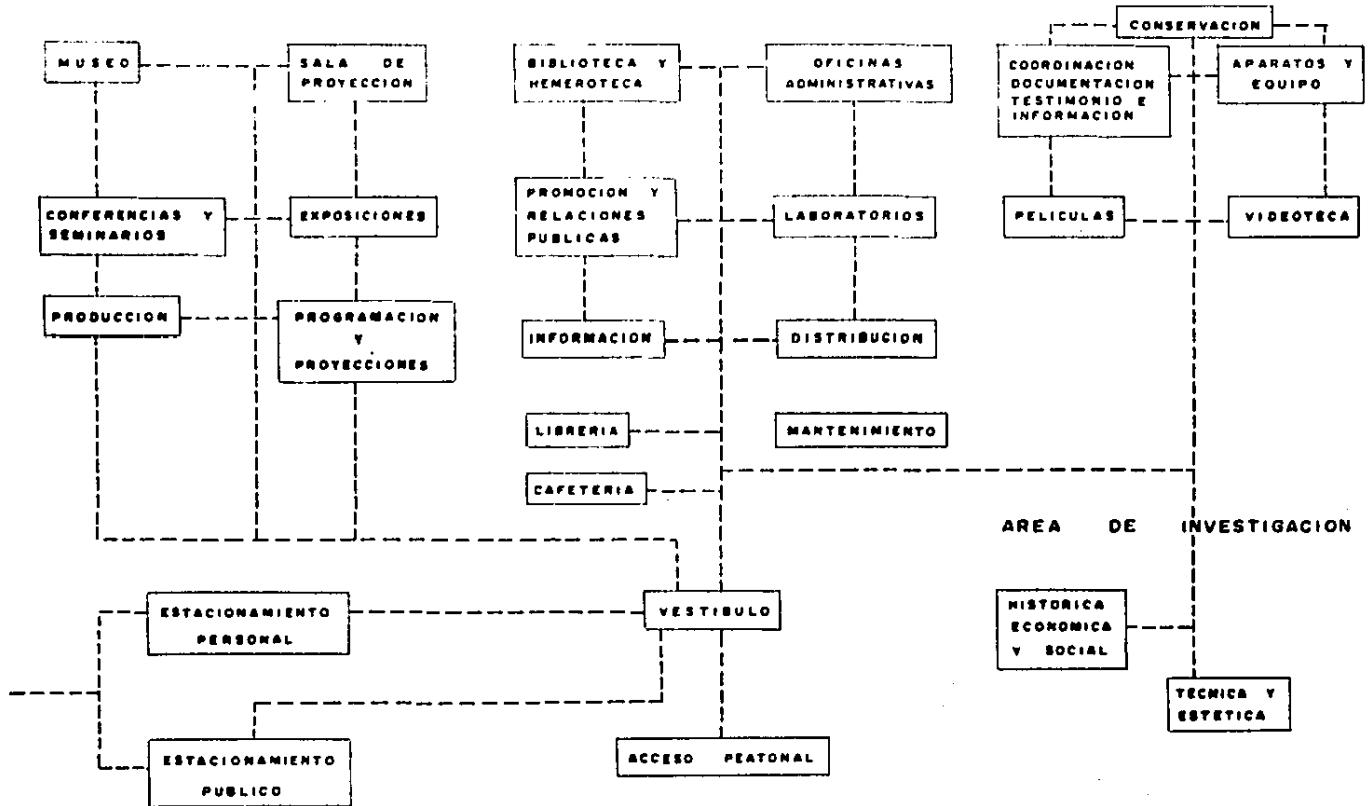 MUSEO
SALA DE
PROYECCION
BIBLIOTECA Y
HEMEROTECA
OFICINAS
ADMINISTRATIVAS
CONSERVACION
COORDINACION
DOCUMENTACION
TESTIMONIO E
INFORMACION
APARATOS Y
EQUIPO
CONFERENCIAS Y
SEMINARIOS
EXPOSICIONES
PROMOCION Y
RELACIONES
PUBLICAS
LABORATORIOS
PELICULAS
VIDEOTECA
PRODUCCION
PROGRAMACION
Y
PROYECCIONES
INFORMACION
DISTRIBUCION
LIBRERIA
MANTENIMIENTO
CAFETERIA
AREA DE INVESTIGACION
ESTACIONAMIENTO
PERSONAL
VESTIBULO
HISTORICA
ECONOMICA
Y SOCIAL
TECNICA Y
ESTETICA
ESTACIONAMIENTO
PUBLICO
ACCESO PEATONAL